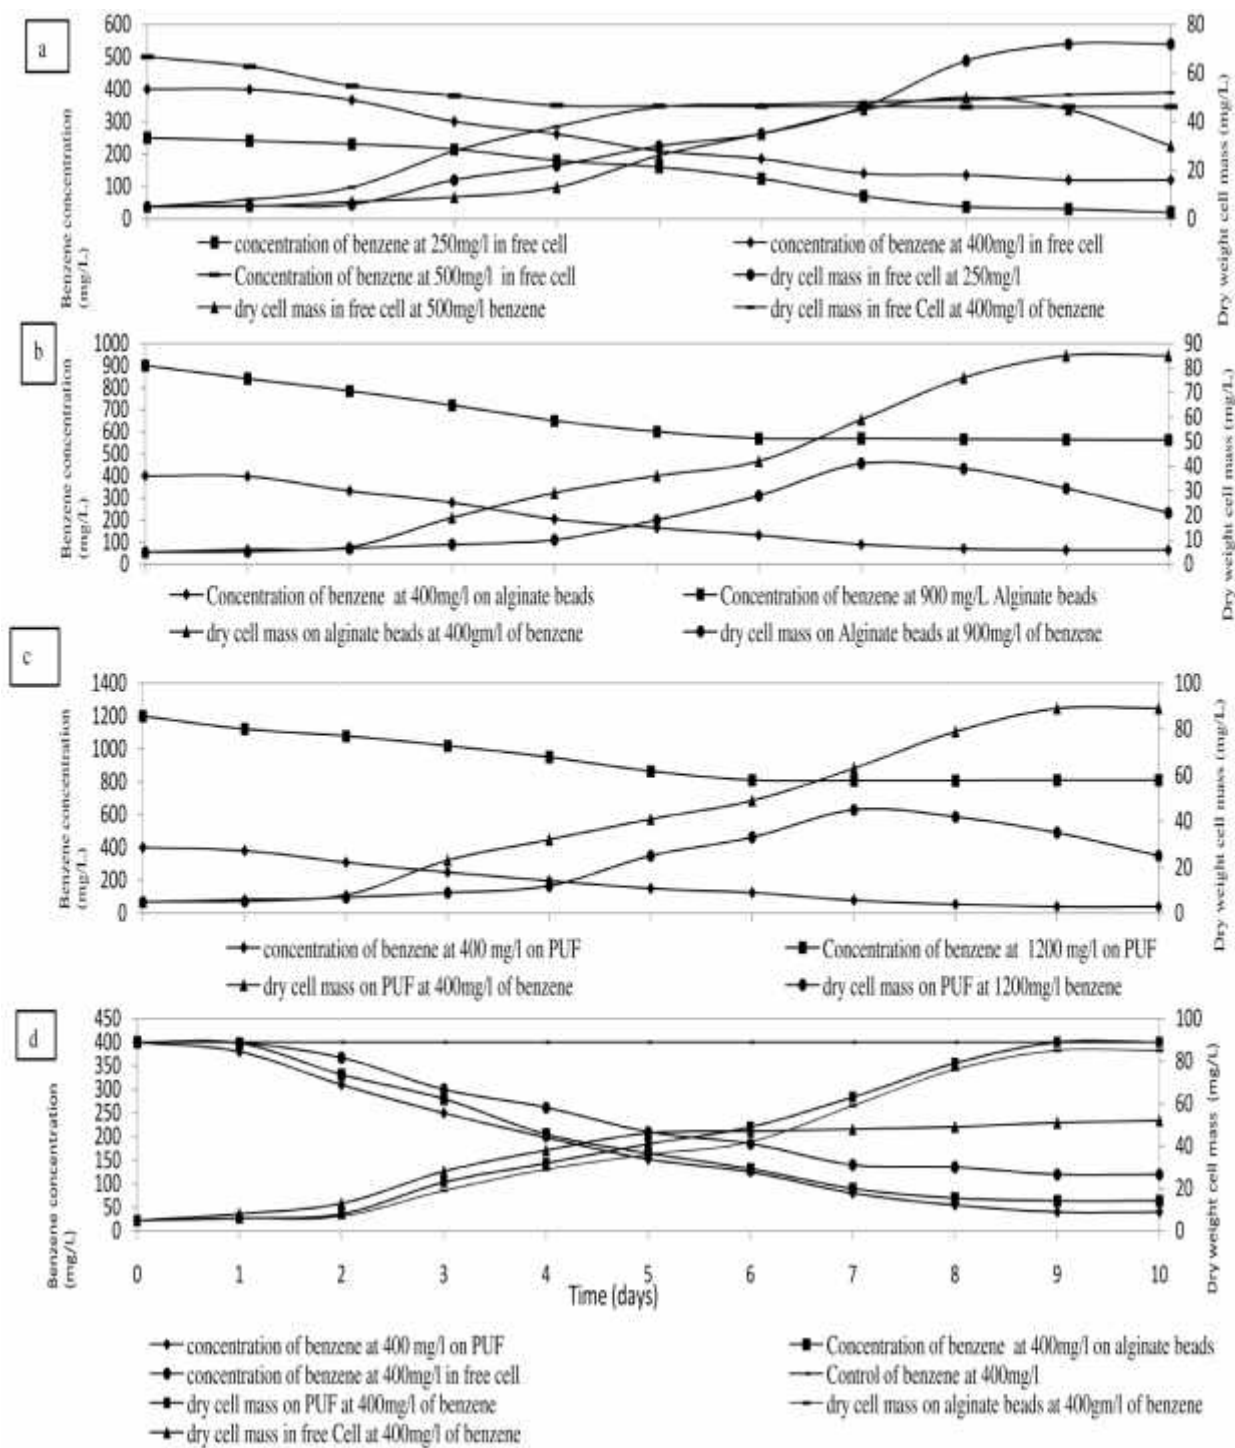 a
600
500
400
300
200
100
0
80
60
40
20
0
Benzene concentration
(mg/L)
Dry weight cell mass (mg/L)
concentration of benzene at 250mg/l in free cell
concentration of benzene at 400mg/l in free cell
Concentration of benzene at 500mg/l in free cell
dry cell mass in free cell at 250mg/l
dry cell mass in free cell at 500mg/l benzene
dry cell mass in free Cell at 400mg/l of benzene
b
1000
900
800
700
600
500
400
300
200
100
0
90
80
70
60
50
40
30
20
10
0
Benzene concentration
(mg/L)
Dry weight cell mass (mg/L)
Concentration of benzene at 400mg/l on alginate beads
Concentration of benzene at 900 mg/L Alginate beads
dry cell mass on alginate beads at 400gm/l of benzene
dry cell mass on Alginate beads at 900mg/l of benzene
c
1400
1200
1000
800
600
400
200
0
100
80
60
40
20
0
Benzene concentration
(mg/L)
Dry weight cell mass (mg/L)
concentration of benzene at 400 mg/l on PUF
Concentration of benzene at 1200 mg/l on PUF
dry cell mass on PUF at 400mg/l of benzene
dry cell mass on PUF at 1200mg/l benzene
d
450
400
350
300
250
200
150
100
50
0
100
80
60
40
20
0
Benzene concentration
(mg/L)
Dry weight cell mass (mg/L)
0 1 2 3 4 5 6 7 8 9 10
Time (days)
concentration of benzene at 400 mg/l on PUF
Concentration of benzene at 400mg/l on alginate beads
concentration of benzene at 400mg/l in free cell
Control of benzene at 400mg/l
dry cell mass on PUF at 400mg/l of benzene
dry cell mass on alginate beads at 400gm/l of benzene
dry cell mass in free Cell at 400mg/l of benzene